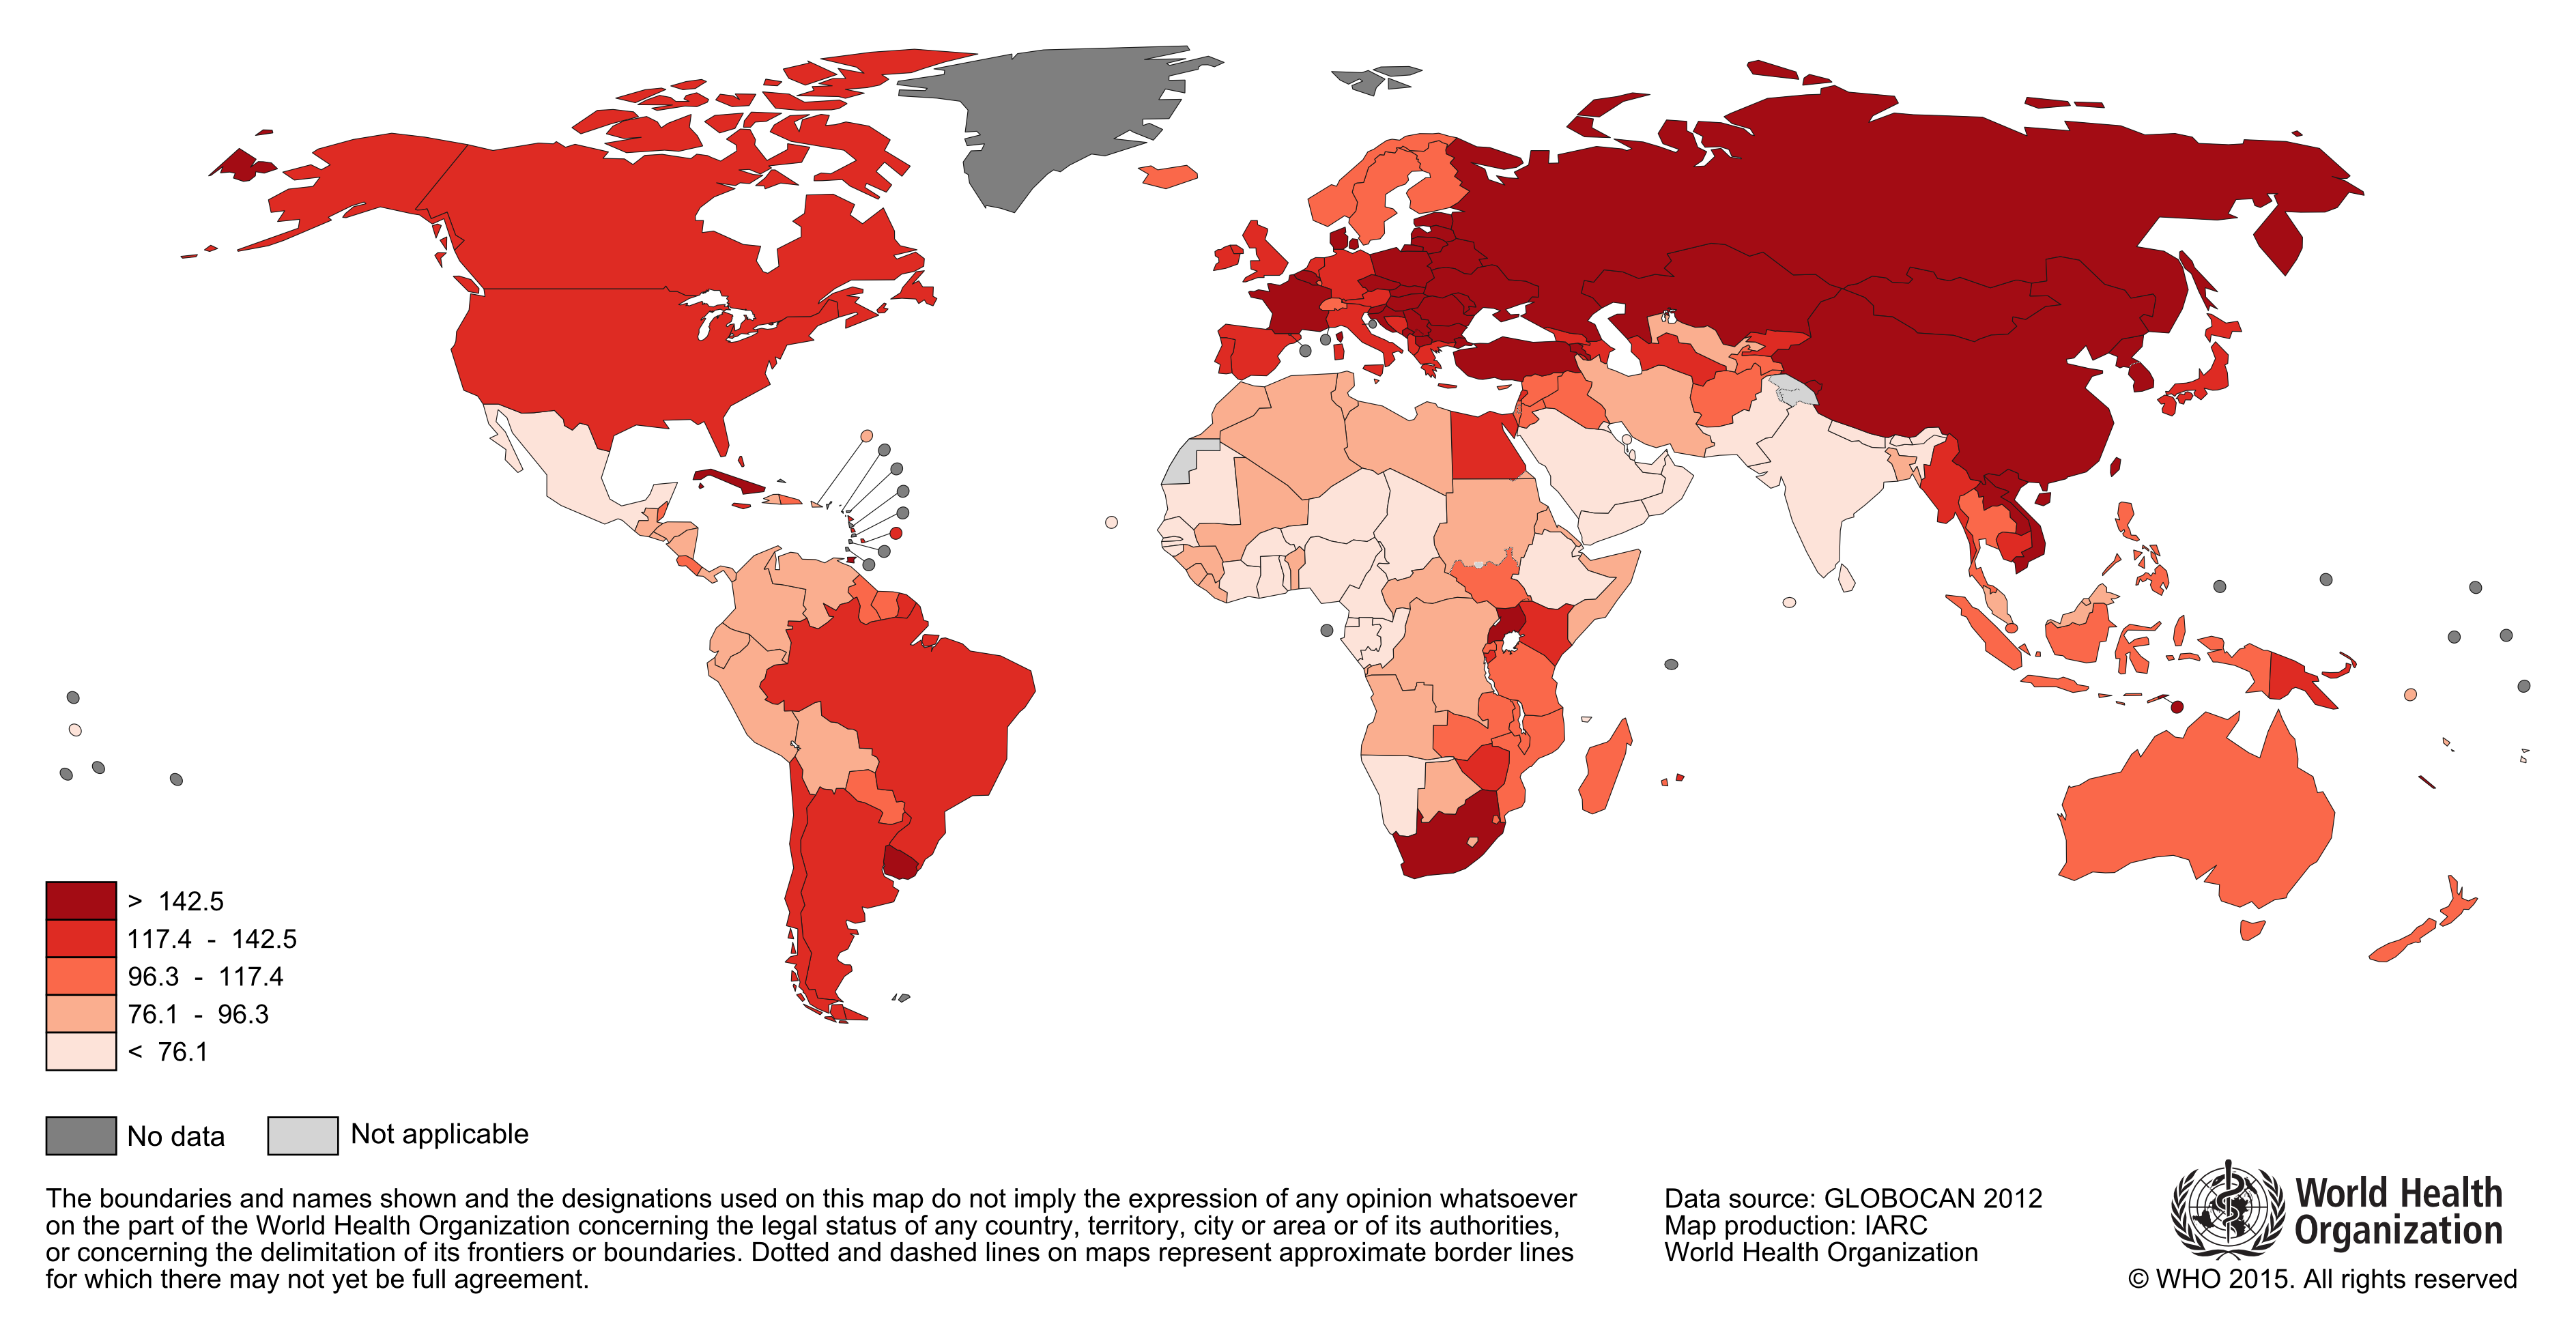 > 142.5
117.4 - 142.5
96.3 - 117.4
76.1 - 96.3
< 76.1
No data
Not applicable
The boundaries and names shown and the designations used on this map do not imply the expression of any opinion whatsoever
on the part of the World Health Organization concerning the legal status of any country, territory, city or area or of its authorities,
or concerning the delimitation of its frontiers or boundaries. Dotted and dashed lines on maps represent approximate border lines
for which there may not yet be full agreement.
Data source: GLOBOCAN 2012
Map production: IARC
World Health Organization
World Health
Organization
© WHO 2015. All rights reserved